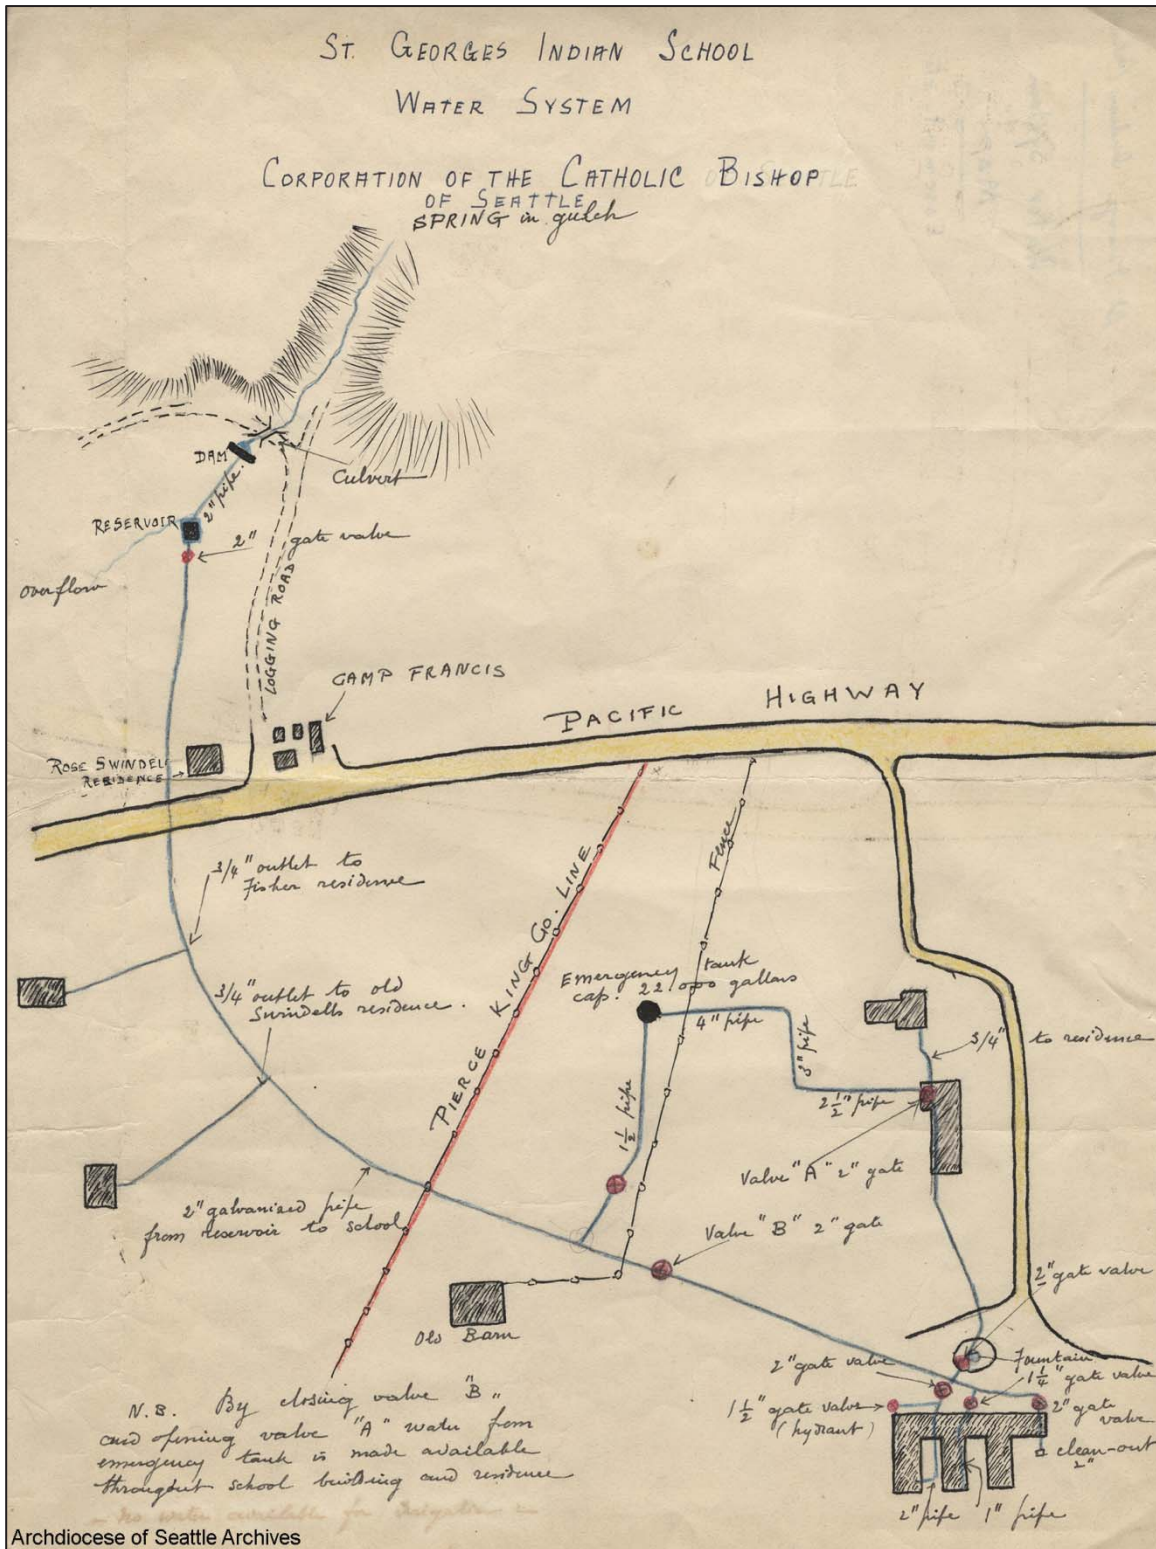 ST. GEORGES INDIAN SCHOOL
WATER SYSTEM
CORPORATION OF THE CATHOLIC BISHOP
OF SEATTLE
SPRING in gulch
DAM
Culvert
2" pipe.
RESERVOIR
2" gate valve
overflow
LOGGING ROAD
CAMP FRANCIS
PACIFIC HIGHWAY
ROSE SWINDELL
RESIDENCE
3/4" outlet to
Fisher residence
PIERCE KING CO. LINE
Fence
3/4" outlet to old
Swindells residence.
Emergency tank
cap. 22,000 gallons
4" pipe
3" pipe
3/4" to residence
2 1/2" pipe
1 1/2 pipe
Valve "A" 2" gate
2" galvanized pipe
from reservoir to school
Valve "B" 2" gate
2" gate valve
Old Barn
Fountain
2" gate valve
1 1/4" gate valve
1 1/2" gate valve
(hydrant)
2" gate
valve
clean-out
2"
2" pipe
1" pipe
N.B. By closing valve "B"
and opening valve "A" water from
emergency tank is made available
throughout school building and residence
- No water available for irrigation -
Archdiocese of Seattle Archives